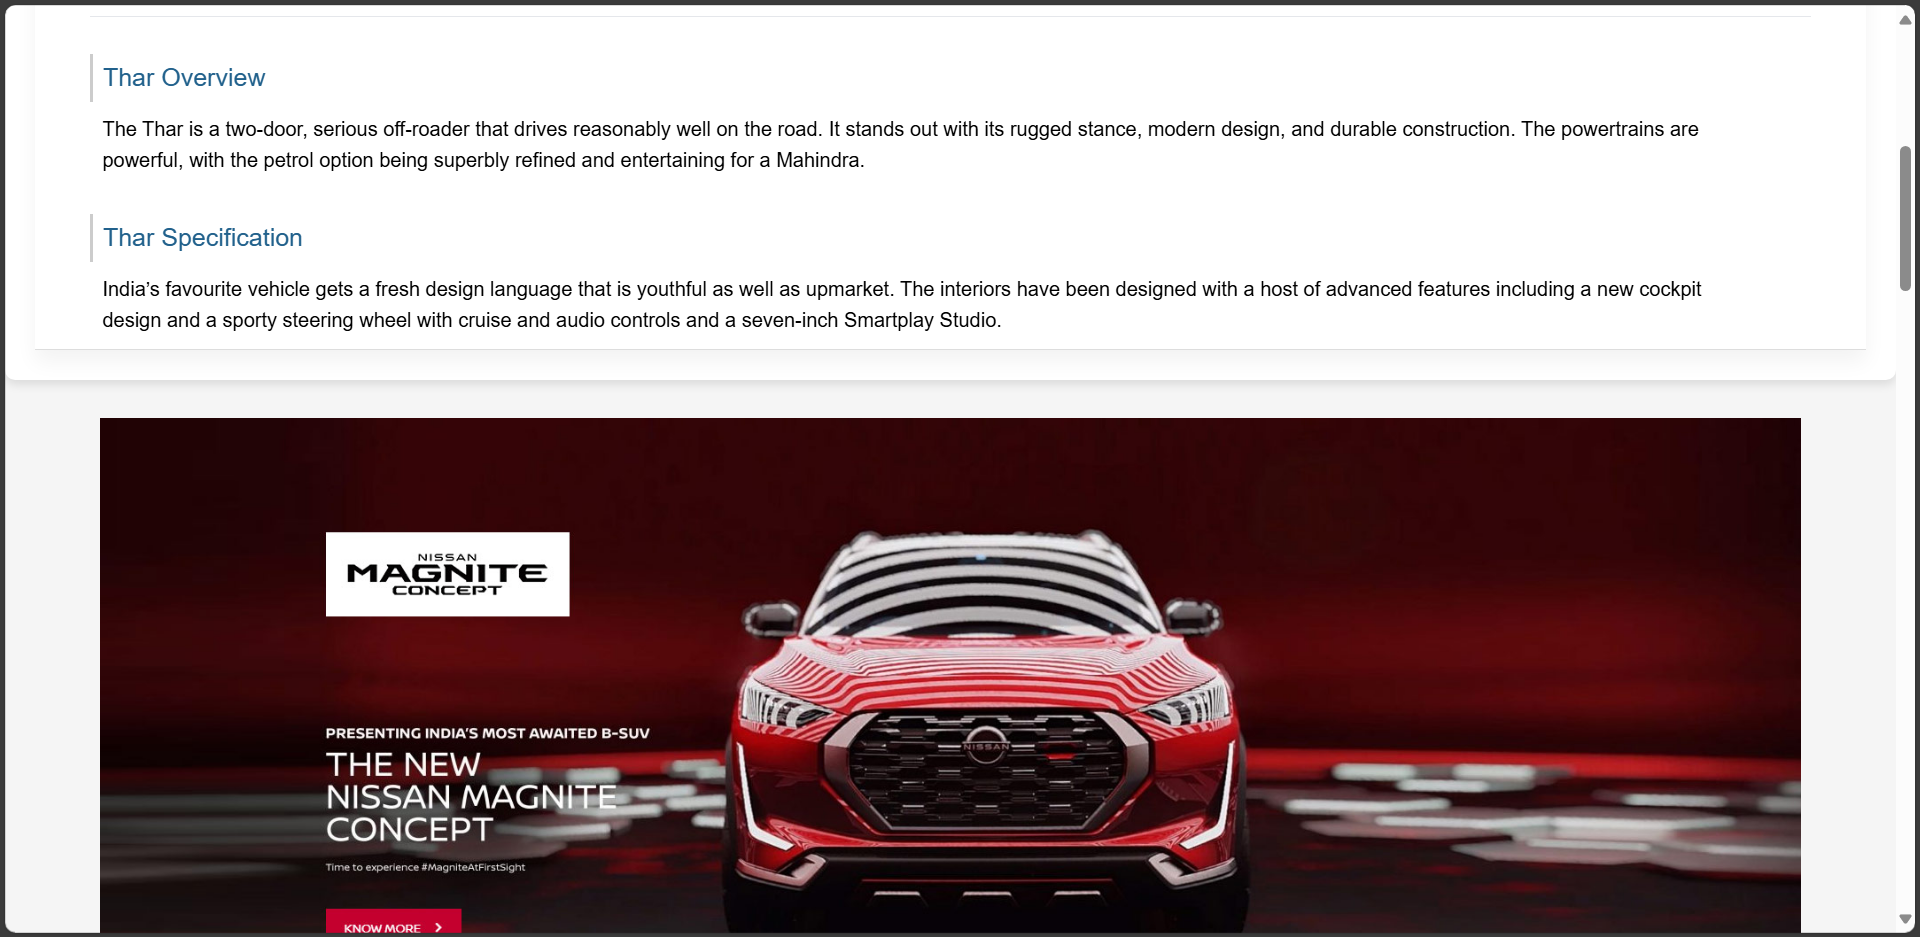 Thar Overview
The Thar is a two-door, serious off-roader that drives reasonably well on the road. It stands out with its rugged stance, modern design, and durable construction. The powertrains are
powerful, with the petrol option being superbly refined and entertaining for a Mahindra.
Thar Specification
India’s favourite vehicle gets a fresh design language that is youthful as well as upmarket. The interiors have been designed with a host of advanced features including a new cockpit
design and a sporty steering wheel with cruise and audio controls and a seven-inch Smartplay Studio.
NISSAN
MAGNITE
CONCEPT
NISSAN
PRESENTING INDIA’S MOST AWAITED B-SUV
THE NEW
NISSAN MAGNITE
CONCEPT
Time to experience #MagniteAtFirstSight
KNOW MORE